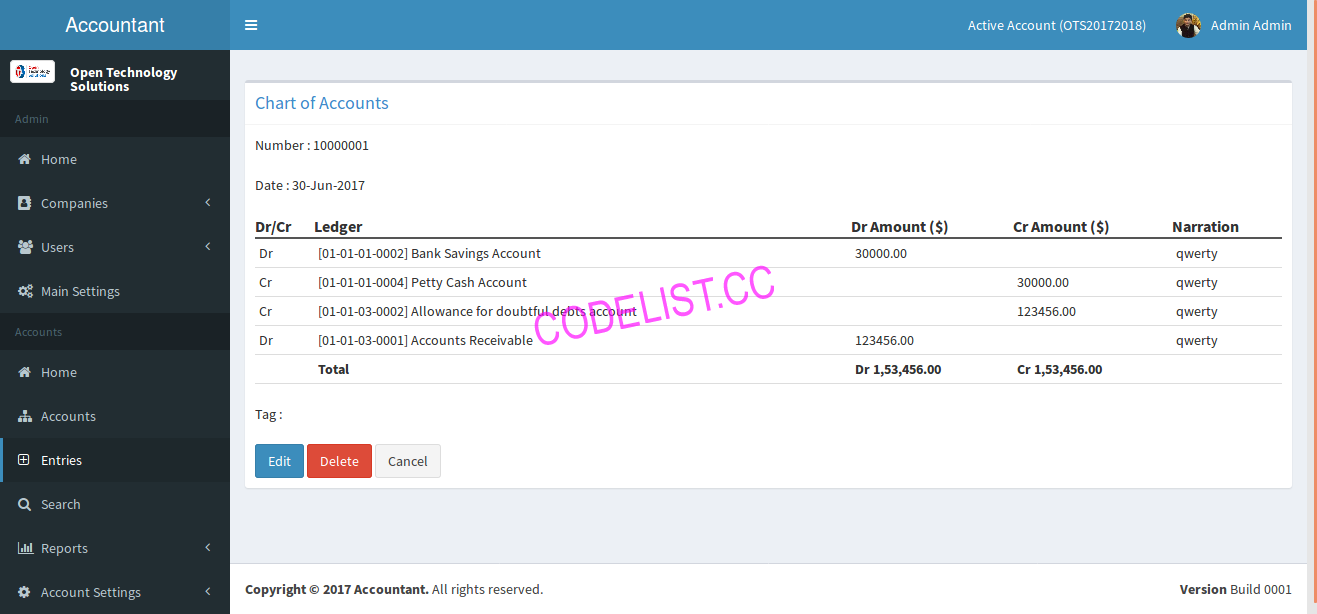 Accountant
Active Account (OTS20172018)
Admin Admin
Open Technology
Solutions
Admin
Home
Companies
Users
Main Settings
Accounts
Home
Accounts
Entries
Search
Reports
Account Settings
Chart of Accounts
Number : 10000001
Date : 30-Jun-2017
Dr/Cr Ledger Dr Amount ($) Cr Amount ($) Narration
Dr [01-01-01-0002] Bank Savings Account 30000.00 qwerty
Cr [01-01-01-0004] Petty Cash Account 30000.00 qwerty
Cr [01-01-03-0002] Allowance for doubtful debts account 123456.00 qwerty
Dr [01-01-03-0001] Accounts Receivable 123456.00 qwerty
Total Dr 1,53,456.00 Cr 1,53,456.00
CODELIST.CC
Tag :
Edit Delete Cancel
Copyright © 2017 Accountant. All rights reserved.
Version Build 0001